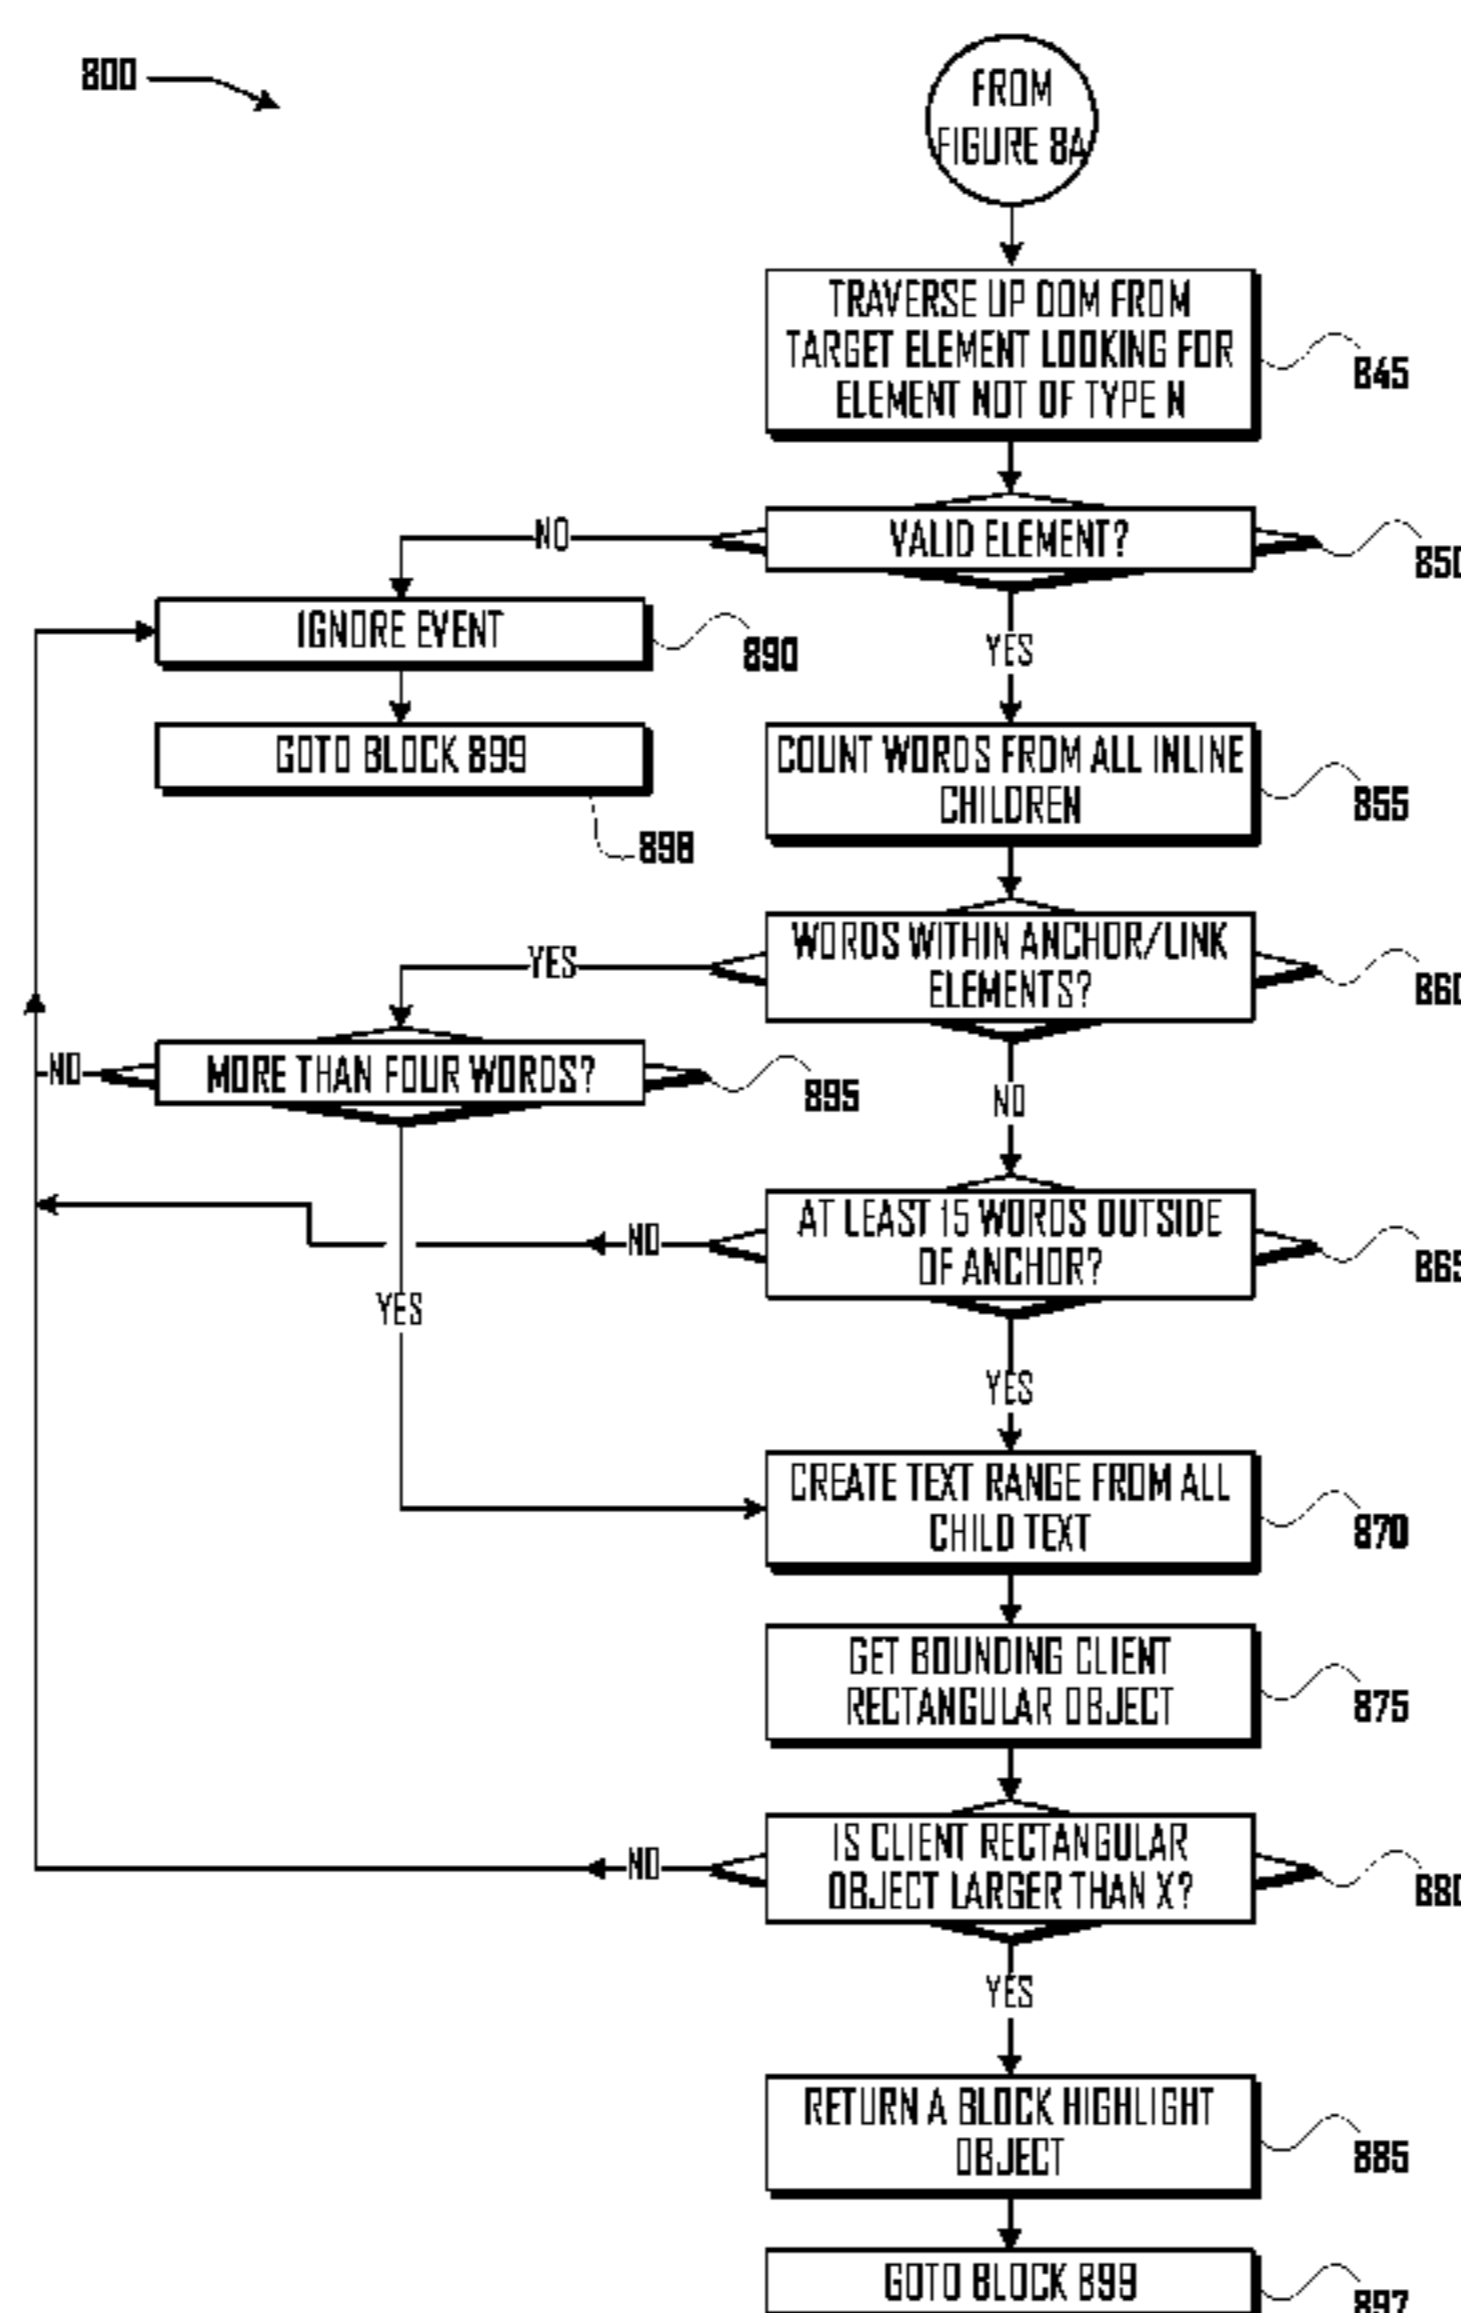 800
FROM
FIGURE 8A
TRAVERSE UP DOM FROM
TARGET ELEMENT LOOKING FOR
ELEMENT NOT OF TYPE N
845
VALID ELEMENT?
850
NO
IGNORE EVENT
890
YES
GOTO BLOCK 899
898
COUNT WORDS FROM ALL INLINE
CHILDREN
855
WORDS WITHIN ANCHOR/LINK
ELEMENTS?
860
YES
MORE THAN FOUR WORDS?
895
NO
NO
AT LEAST 15 WORDS OUTSIDE
OF ANCHOR?
865
NO
YES
YES
CREATE TEXT RANGE FROM ALL
CHILD TEXT
870
GET BOUNDING CLIENT
RECTANGULAR OBJECT
875
IS CLIENT RECTANGULAR
OBJECT LARGER THAN X?
880
NO
YES
RETURN A BLOCK HIGHLIGHT
OBJECT
885
GOTO BLOCK 899
897